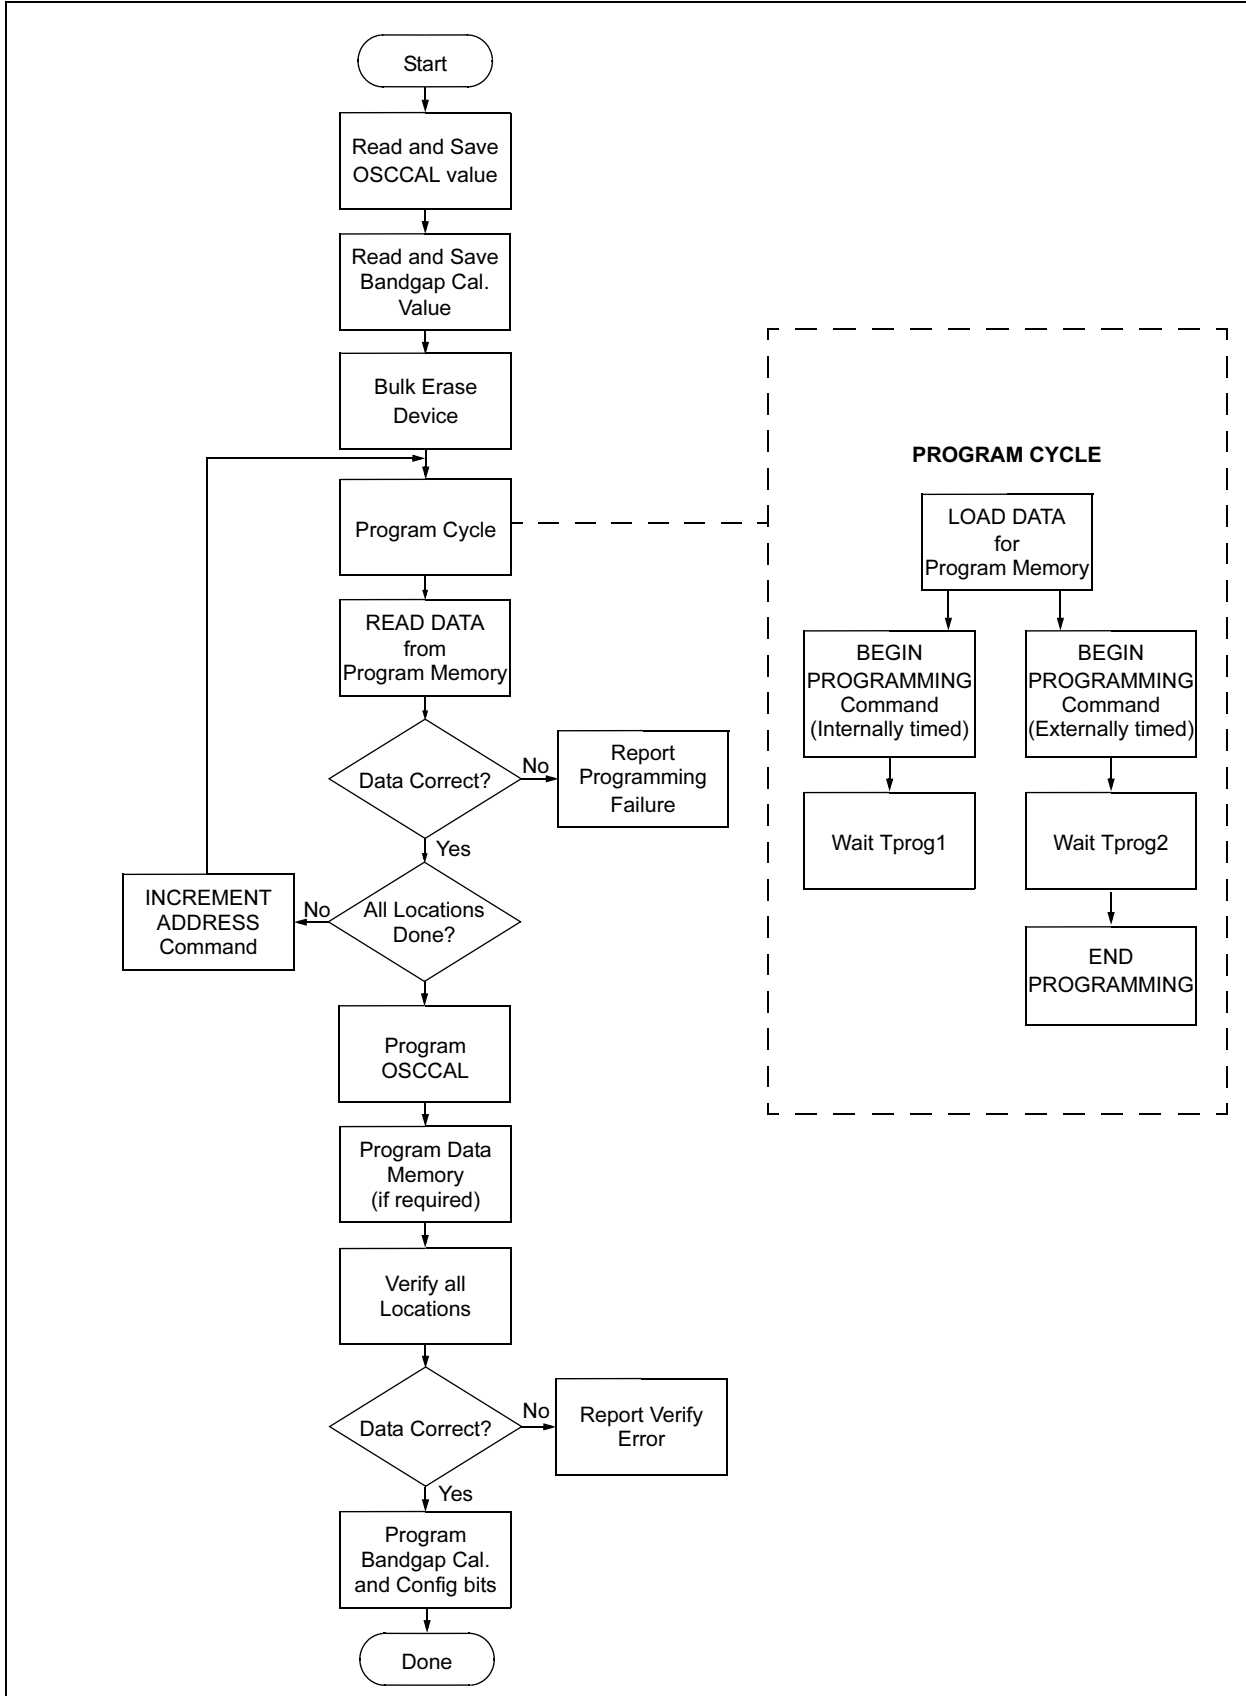 Start
Read and Save
OSCCAL value
Read and Save
Bandgap Cal.
Value
Bulk Erase
Device
Program Cycle
READ DATA
from
Program Memory
Data Correct?
No
Report
Programming
Failure
Yes
All Locations
Done?
No
INCREMENT
ADDRESS
Command
Program
OSCCAL
Program Data
Memory
(if required)
Verify all
Locations
Data Correct?
No
Report Verify
Error
Yes
Program
Bandgap Cal.
and Config bits
Done
PROGRAM CYCLE
LOAD DATA
for
Program Memory
BEGIN
PROGRAMMING
Command
(Internally timed)
Wait Tprog1
BEGIN
PROGRAMMING
Command
(Externally timed)
Wait Tprog2
END
PROGRAMMING